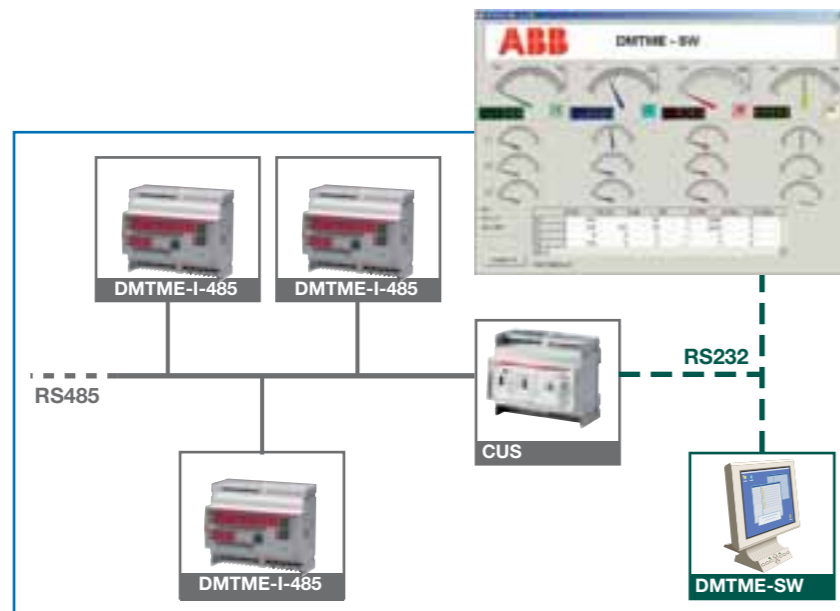 ABB DMTME - SW
DMTME-I-485 DMTME-I-485
RS232
RS485
CUS
DMTME-I-485
DMTME-SW